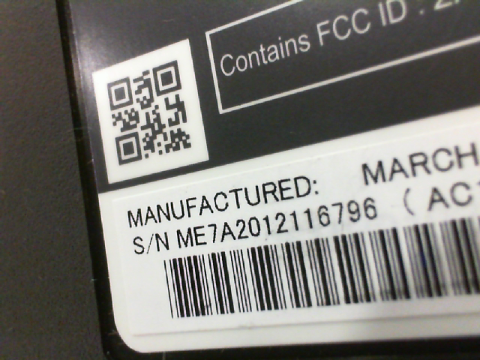 Contains FCC ID :
MANUFACTURED: MARCH
S/N ME7A2012116796 ( AC